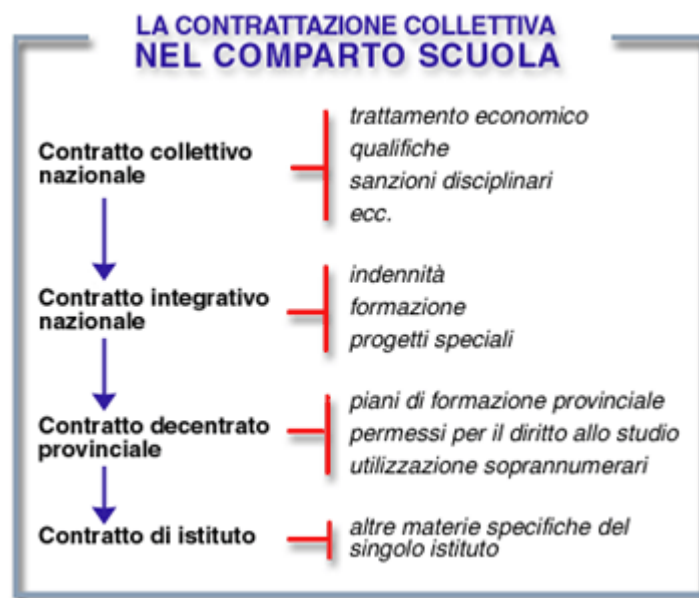 LA CONTRATTAZIONE COLLETTIVA
NEL COMPARTO SCUOLA
Contratto collettivo
nazionale
trattamento economico
qualifiche
sanzioni disciplinari
ecc.
Contratto integrativo
nazionale
indennità
formazione
progetti speciali
Contratto decentrato
provinciale
piani di formazione provinciale
permessi per il diritto allo studio
utilizzazione soprannumerari
Contratto di istituto
altre materie specifiche del
singolo istituto